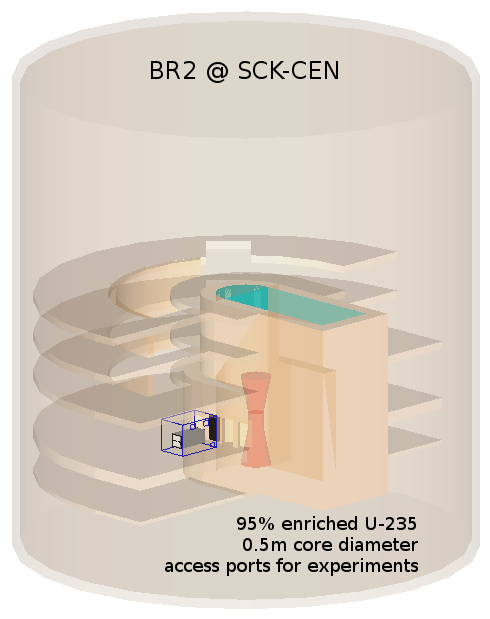 BR2 @ SCK-CEN
95% enriched U-235
0.5m core diameter
access ports for experiments